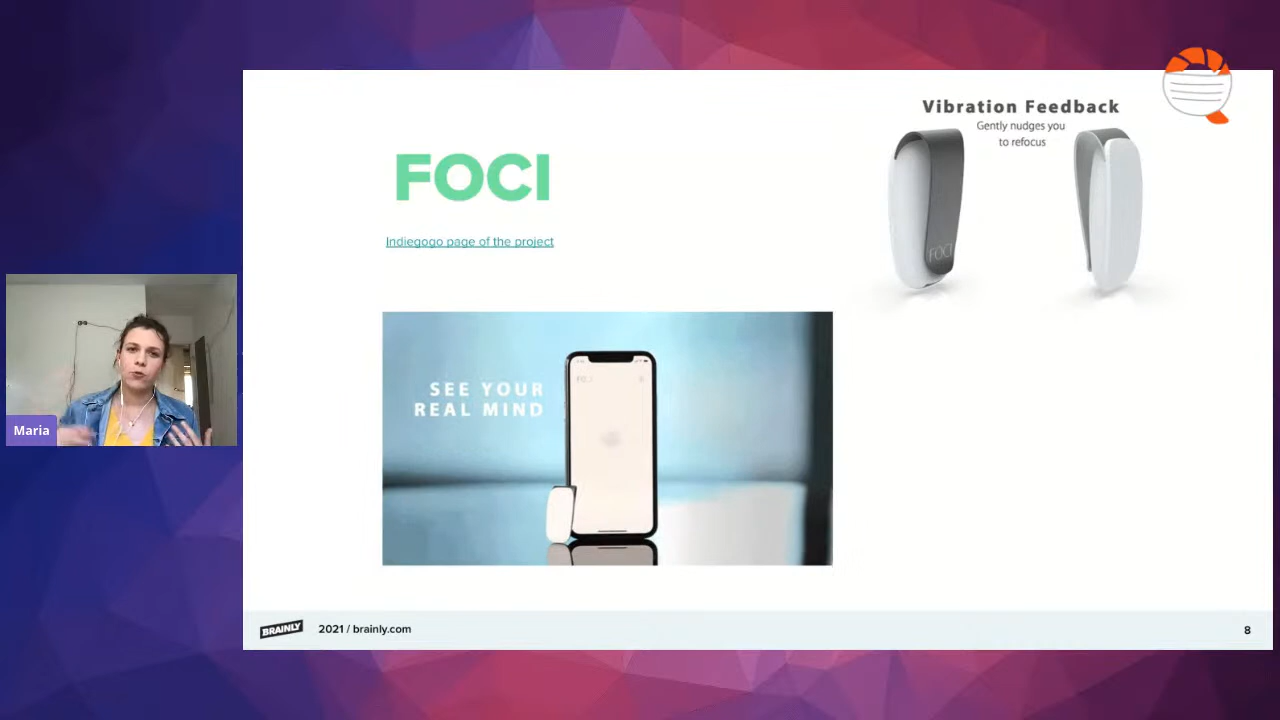 Vibration Feedback
Gently nudges you
to refocus
FOCI
FOCI
Indiegogo page of the project
SEE YOUR
REAL MIND
Maria
BRAINLY
2021 / brainly.com
8